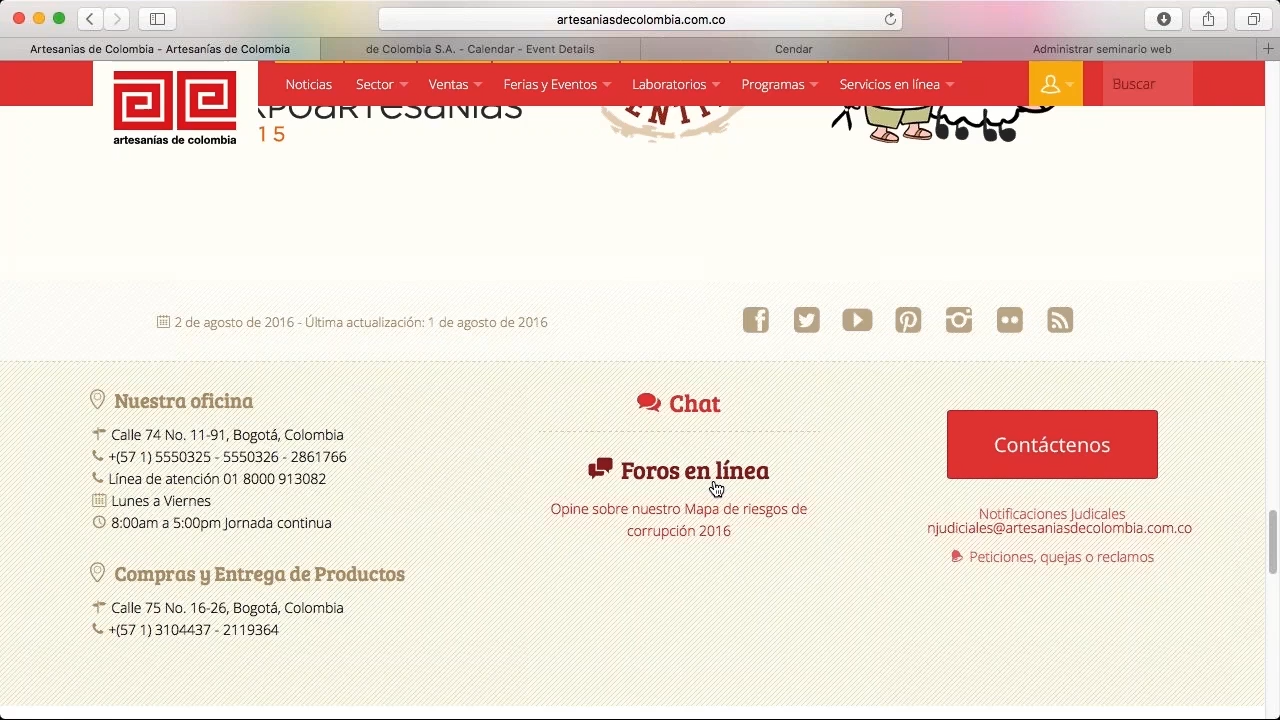 artesaniasdecolombia.com.co
Artesanías de Colombia - Artesanías de Colombia
de Colombia S.A. - Calendar - Event Details
Cendar
Administrar seminario web
artesanías de colombia
Noticias
Sector
Ventas
Ferias y Eventos
Laboratorios
Programas
Servicios en línea
Buscar
15
2 de agosto de 2016 - Última actualización: 1 de agosto de 2016
Nuestra oficina
Calle 74 No. 11-91, Bogotá, Colombia
+(57 1) 5550325 - 5550326 - 2861766
Línea de atención 01 8000 913082
Lunes a Viernes
8:00am a 5:00pm Jornada continua
Compras y Entrega de Productos
Calle 75 No. 16-26, Bogotá, Colombia
+(57 1) 3104437 - 2119364
Chat
Foros en línea
Opine sobre nuestro Mapa de riesgos de
corrupción 2016
Contáctenos
Notificaciones Judicales
njudiciales@artesaniasdecolombia.com.co
Peticiones, quejas o reclamos